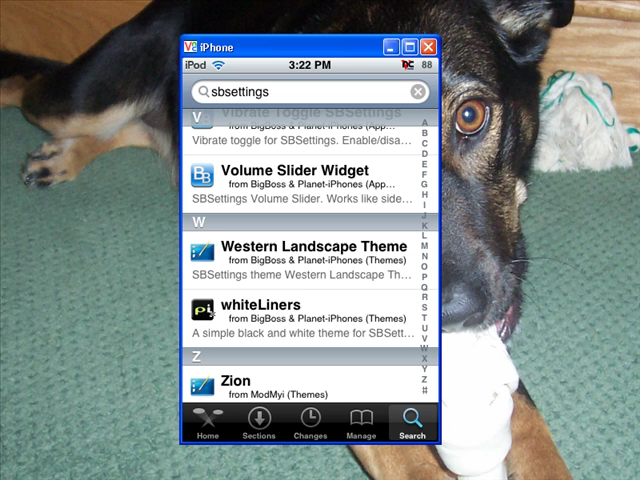 V2 iPhone
iPod 3:22 PM 88
sbsettings
V
Vibrate Toggle SBSettings
from BigBoss & Planet-iPhones (App...
Vibrate toggle for SBSettings. Enable/disa...
BB
Volume Slider Widget
from BigBoss & Planet-iPhones (App...
SBSettings Volume Slider. Works like side...
W
Western Landscape Theme
from BigBoss & Planet-iPhones (Themes)
SBSettings theme Western Landscape Th...
pi
whiteLiners
from BigBoss & Planet-iPhones (Themes)
A simple black and white theme for SBSett...
Z
Zion
from ModMyi (Themes)
A
B
C
D
E
F
G
H
I
J
K
L
M
N
O
P
Q
R
S
T
U
V
W
X
Y
Z
#
Home Sections Changes Manage Search